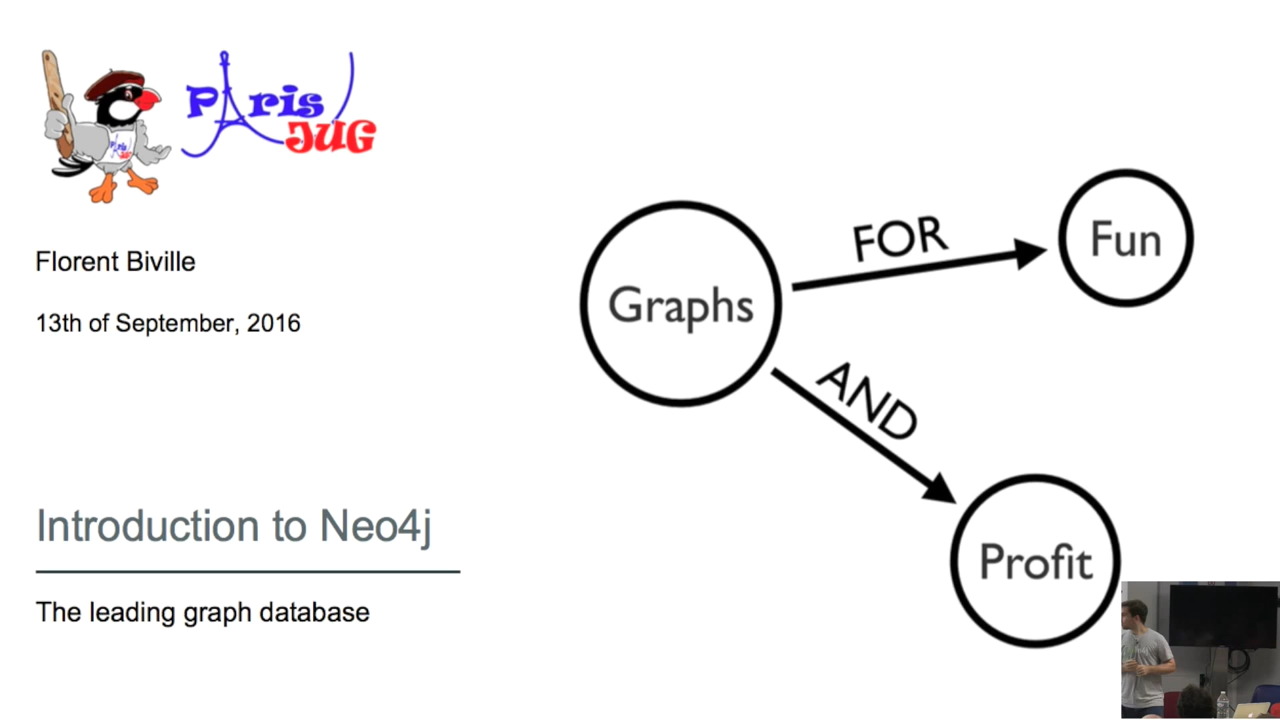 Paris
JUG
Florent Biville
13th of September, 2016
Introduction to Neo4j
The leading graph database
Graphs
FOR
Fun
AND
Profit